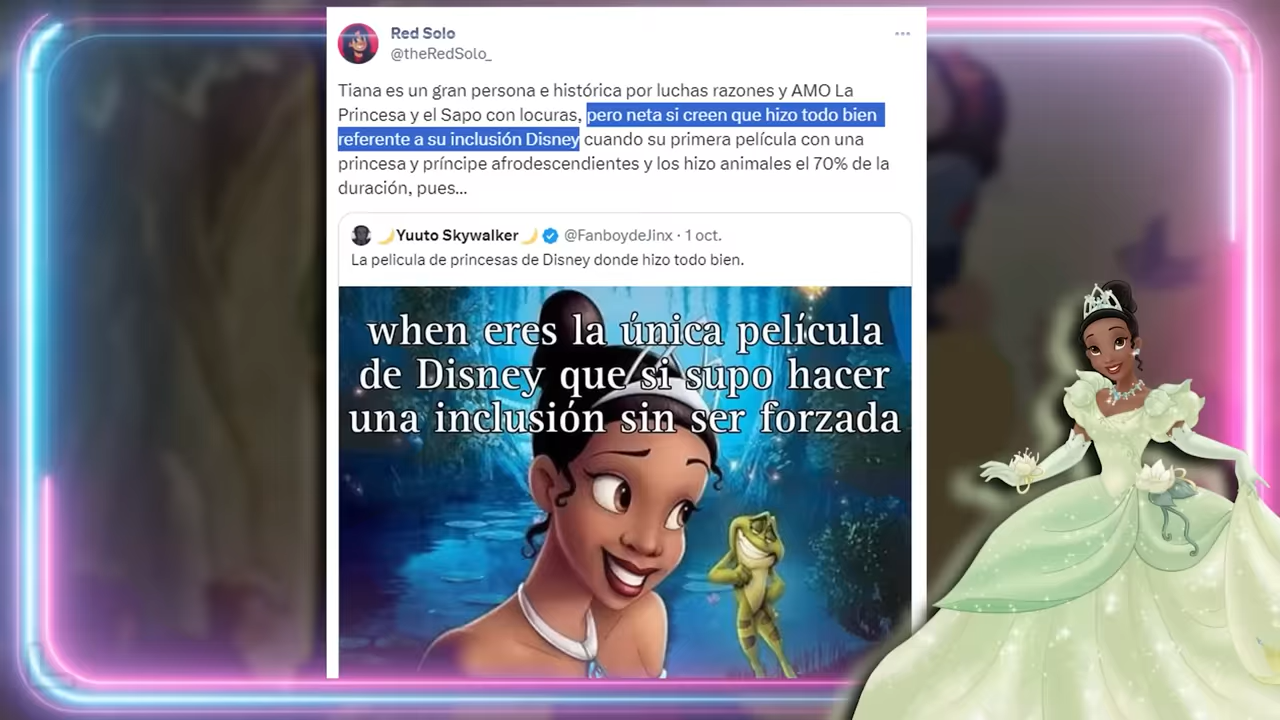 Red Solo
@theRedSolo_
Tiana es un gran persona e histórica por luchas razones y AMO La
Princesa y el Sapo con locuras, pero neta si creen que hizo todo bien
referente a su inclusión Disney cuando su primera película con una
princesa y príncipe afrodescendientes y los hizo animales el 70% de la
duración, pues...
🌙Yuuto Skywalker🌙 @FanboydeJinx · 1 oct.
La pelicula de princesas de Disney donde hizo todo bien.
when eres la única película
de Disney que si supo hacer
una inclusión sin ser forzada